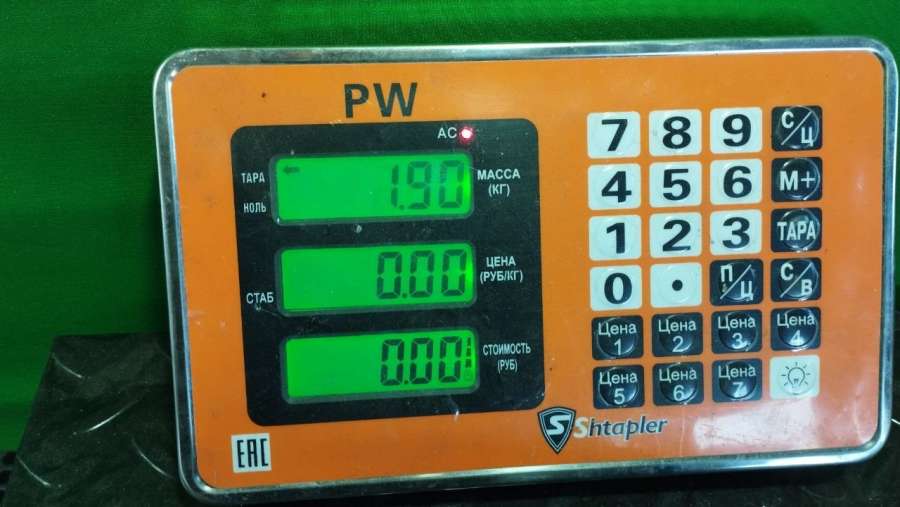 PW
AC
ТАРА
НОЛЬ
1.90
МАССА
(КГ)
0.00
ЦЕНА
(РУБ/КГ)
СТАБ
0.00
СТОИМОСТЬ
(РУБ)
7 8 9 С/Ц
4 5 6 М+
1 2 3 ТАРА
0 . П/Ц С/В
Цена 1 Цена 2 Цена 3 Цена 4
Цена 5 Цена 6 Цена 7
S Shtapler
EAC